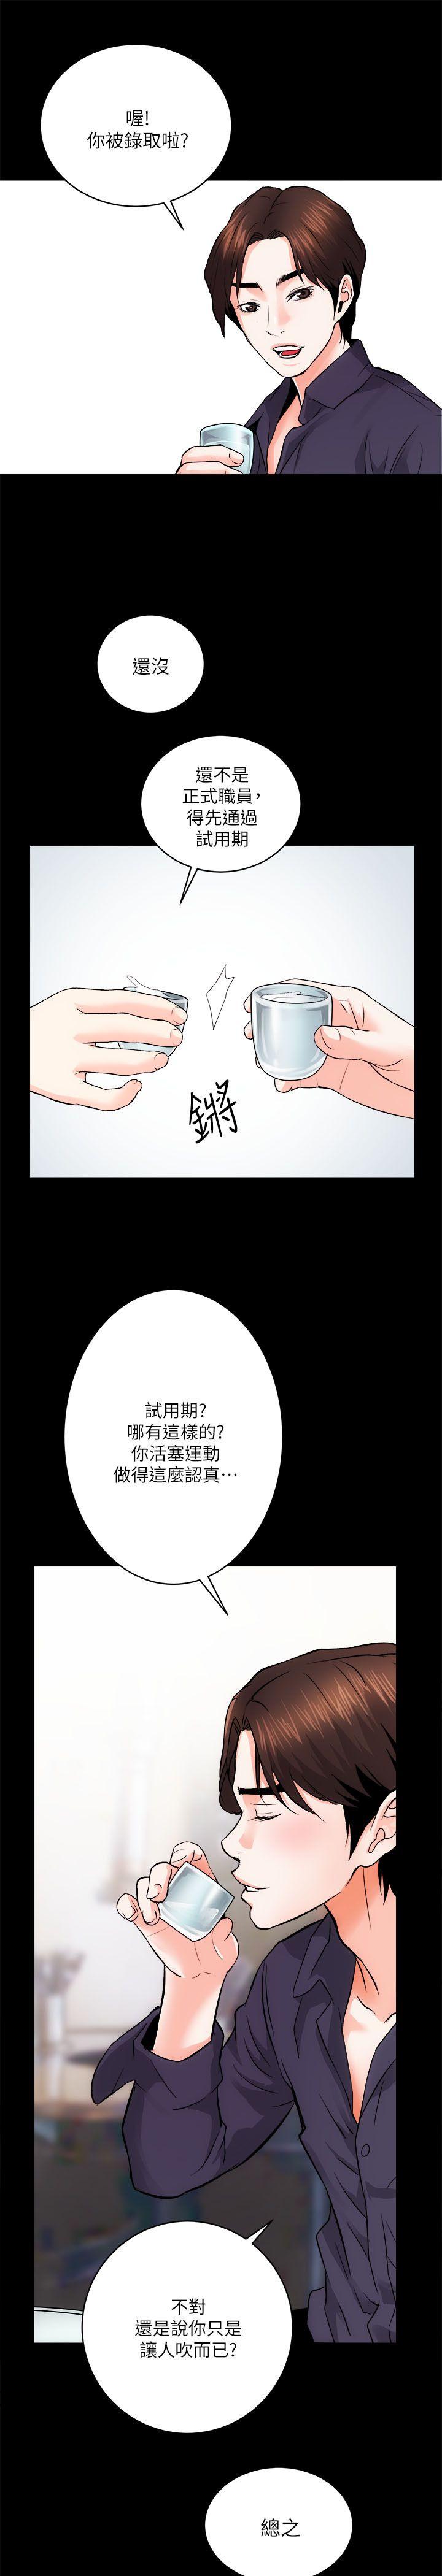 喔!
你被錄取啦?
還沒
還不是
正式職員,
得先通過
試用期
鏘
試用期?
哪有這樣的?
你活塞運動
做得這麼認真…
不對
還是說你只是
讓人吹而已?
總之